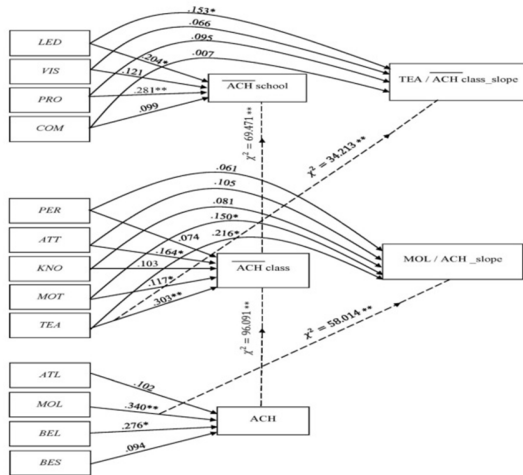 .153*
.066
.095
.007
LED
VIS
PRO
COM
.204*
.121
.281**
.099
ACH school
TEA / ACH class_slope
χ² = 69.471 **
χ² = 34.213 **
.061
.105
.081
.150*
.216*
PER
ATT
KNO
MOT
TEA
.074
.164*
.103
.117*
.303**
ACH class
MOL / ACH _slope
χ² = 96.091 **
χ² = 58.014 **
ATL
MOL
BEL
BES
.102
.340**
.276*
.094
ACH